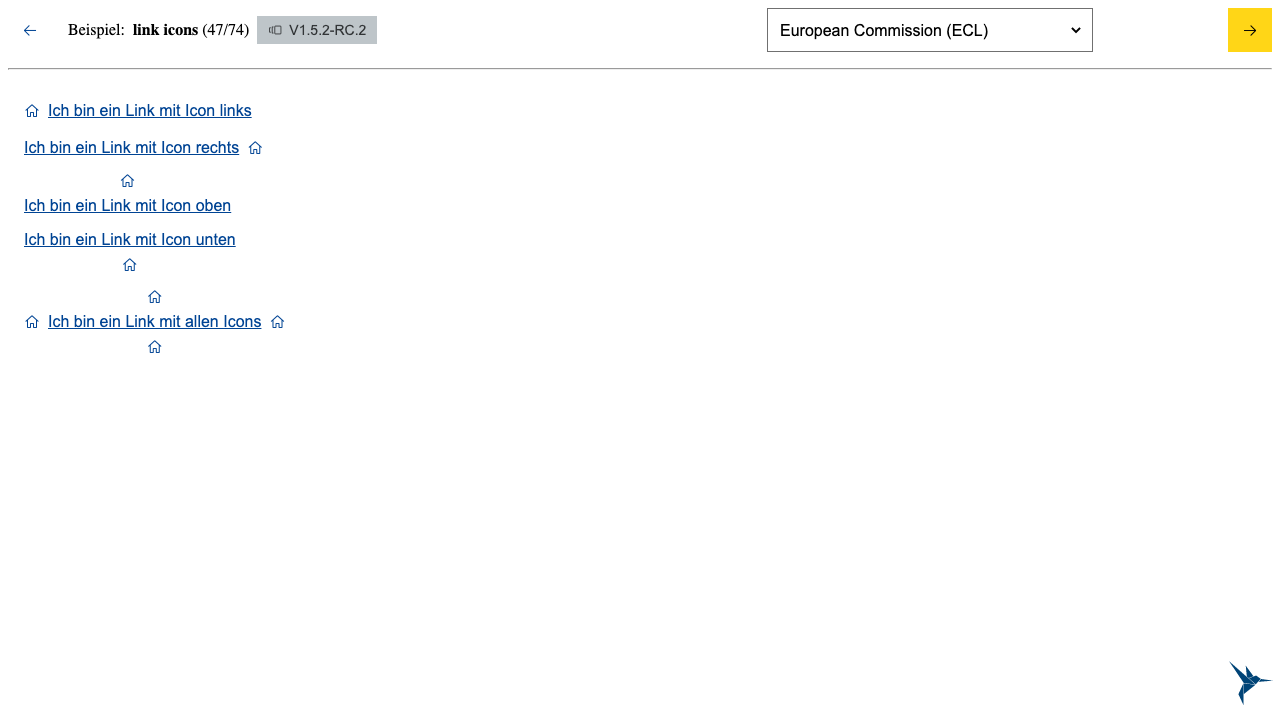 Beispiel: link icons (47/74) V1.5.2-RC.2 European Commission (ECL)
Ich bin ein Link mit Icon links
Ich bin ein Link mit Icon rechts
Ich bin ein Link mit Icon oben
Ich bin ein Link mit Icon unten
Ich bin ein Link mit allen Icons